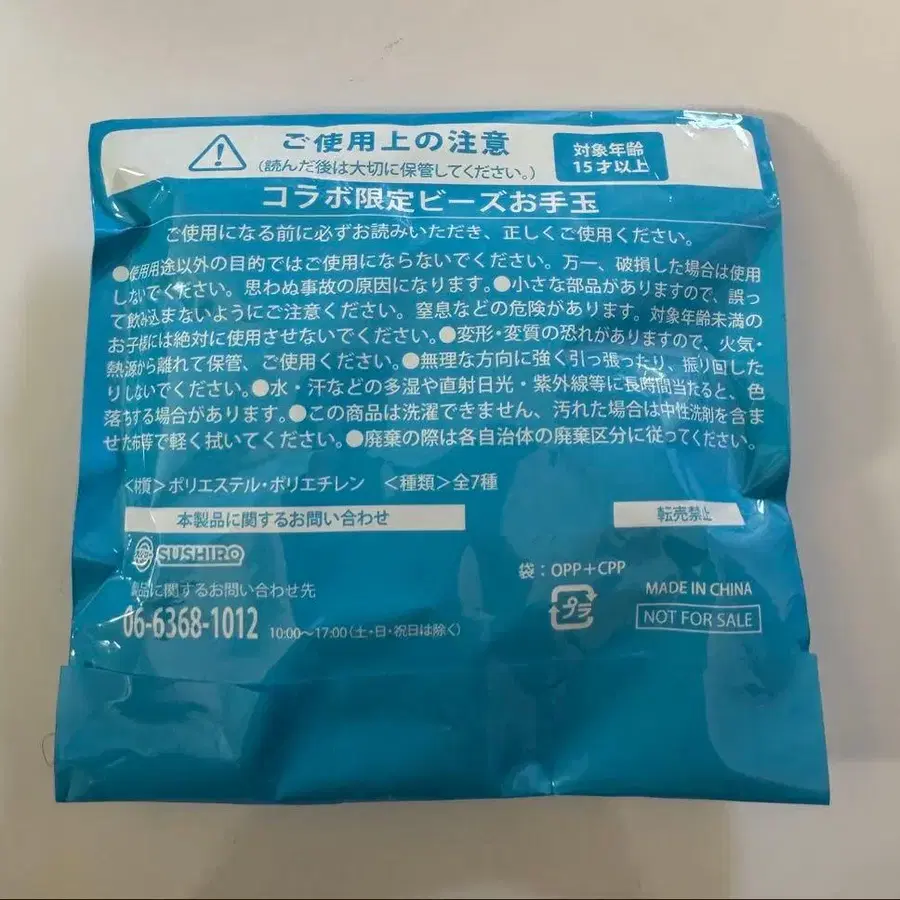 ご使用上の注意
(読んだ後は大切に保管してください。)
対象年齢
15才以上
コラボ限定ビーズお手玉
ご使用になる前に必ずお読みいただき、正しくご使用ください。
●使用用途以外の目的ではご使用にならないでください。万一、破損した場合は使用
しないでください。思わぬ事故の原因になります。●小さな部品がありますので、誤っ
て飲み込まないようにご注意ください。窒息などの危険があります。対象年齢未満の
お子様には絶対に使用させないでください。●変形・変質の恐れがありますので、火気・
熱源から離れて保管、ご使用ください。●無理な方向に強く引っ張ったり、振り回した
りしないでください。●水・汗などの多湿や直射日光・紫外線等に長時間当たると、色
落ちする場合があります。●この商品は洗濯できません、汚れた場合は中性洗剤を含ま
せた布等で軽く拭いてください。●廃棄の際は各自治体の廃棄区分に従ってください。
<材質>ポリエステル・ポリエチレン <種類>全7種
本製品に関するお問い合わせ
転売禁止
SUSHIRO
製品に関するお問い合わせ先
06-6368-1012 10:00〜17:00(土・日・祝日は除く)
袋:OPP+CPP
プラ
MADE IN CHINA
NOT FOR SALE